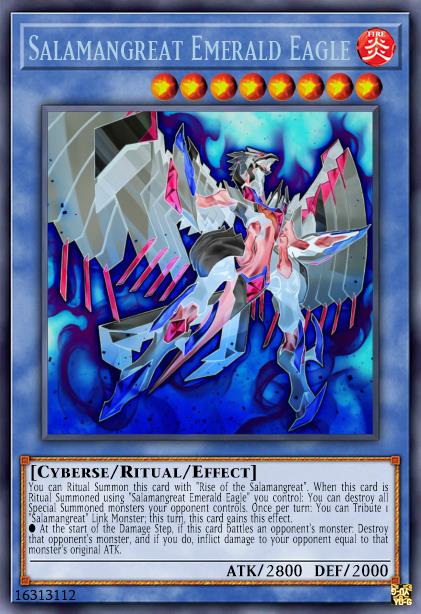 Salamangreat Emerald Eagle
FIRE
炎
[Cyberse/Ritual/Effect]
You can Ritual Summon this card with "Rise of the Salamangreat". When this card is
Ritual Summoned using "Salamangreat Emerald Eagle" you control: You can destroy all
Special Summoned monsters your opponent controls. Once per turn: You can Tribute 1
"Salamangreat" Link Monster; this turn, this card gains this effect.
● At the start of the Damage Step, if this card battles an opponent's monster: Destroy
that opponent's monster, and if you do, inflict damage to your opponent equal to that
monster's original ATK.
ATK/2800 DEF/2000
16313112